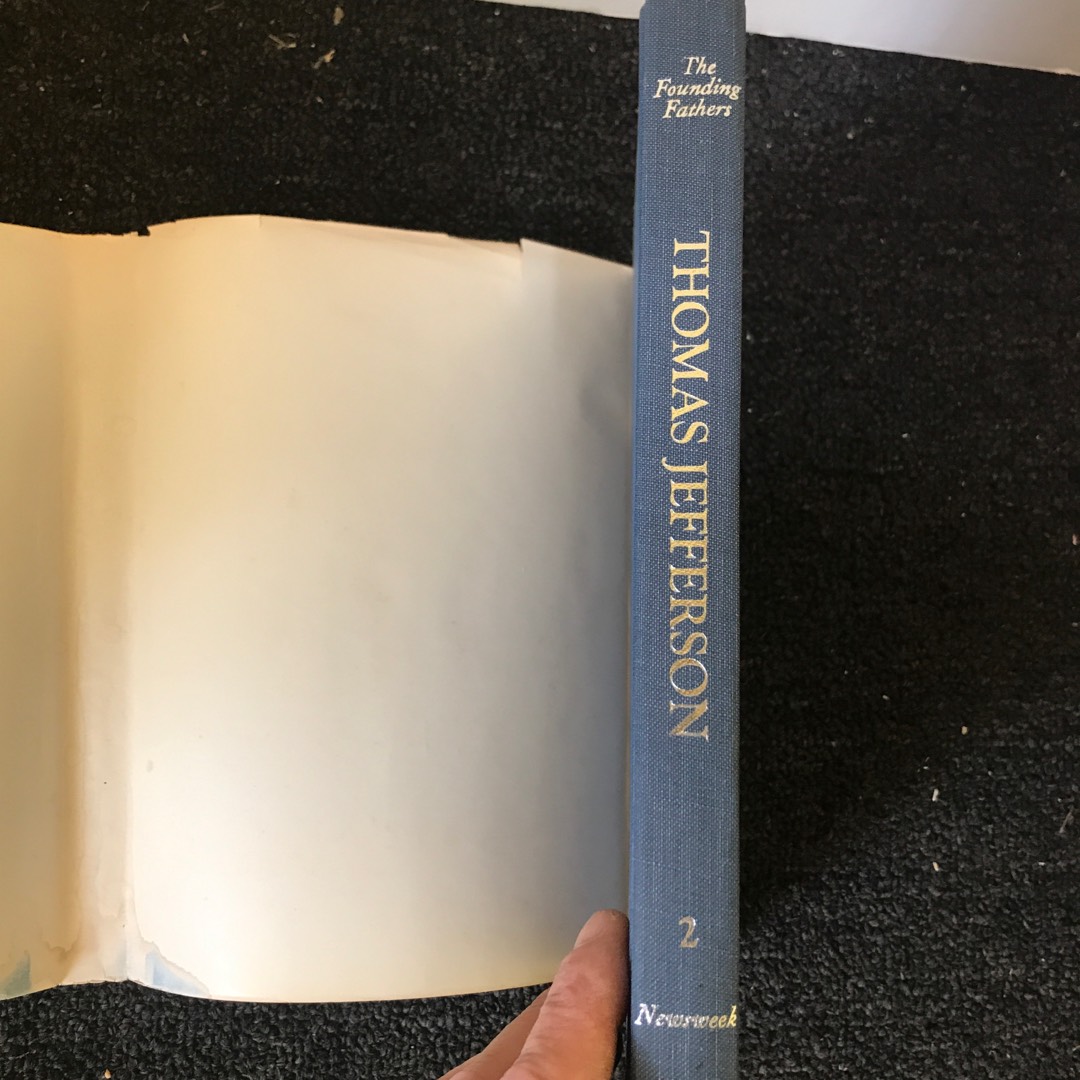 The
Founding
Fathers
THOMAS JEFFERSON
2
Newsweek